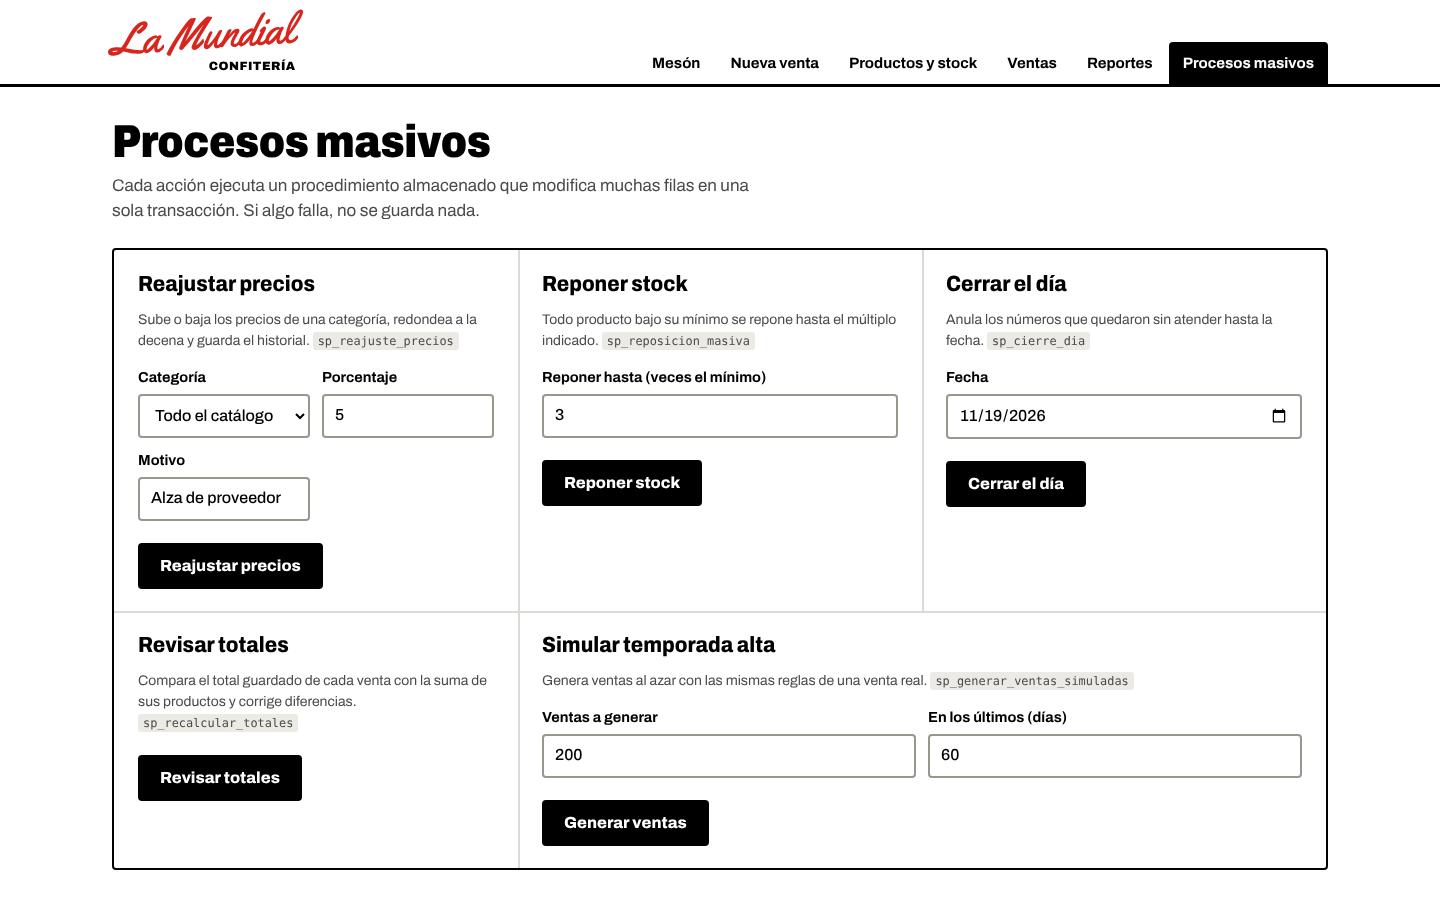 La Mundial
CONFITERÍA
Mesón
Nueva venta
Productos y stock
Ventas
Reportes
Procesos masivos
Procesos masivos
Cada acción ejecuta un procedimiento almacenado que modifica muchas filas en una
sola transacción. Si algo falla, no se guarda nada.
Reajustar precios
Sube o baja los precios de una categoría, redondea a la
decena y guarda el historial. sp_reajuste_precios
Categoría
Porcentaje
Todo el catálogo
5
Motivo
Alza de proveedor
Reajustar precios
Reponer stock
Todo producto bajo su mínimo se repone hasta el múltiplo
indicado. sp_reposicion_masiva
Reponer hasta (veces el mínimo)
3
Reponer stock
Cerrar el día
Anula los números que quedaron sin atender hasta la
fecha. sp_cierre_dia
Fecha
11/19/2026
Cerrar el día
Revisar totales
Compara el total guardado de cada venta con la suma de
sus productos y corrige diferencias.
sp_recalcular_totales
Revisar totales
Simular temporada alta
Genera ventas al azar con las mismas reglas de una venta real. sp_generar_ventas_simuladas
Ventas a generar
En los últimos (días)
200
60
Generar ventas